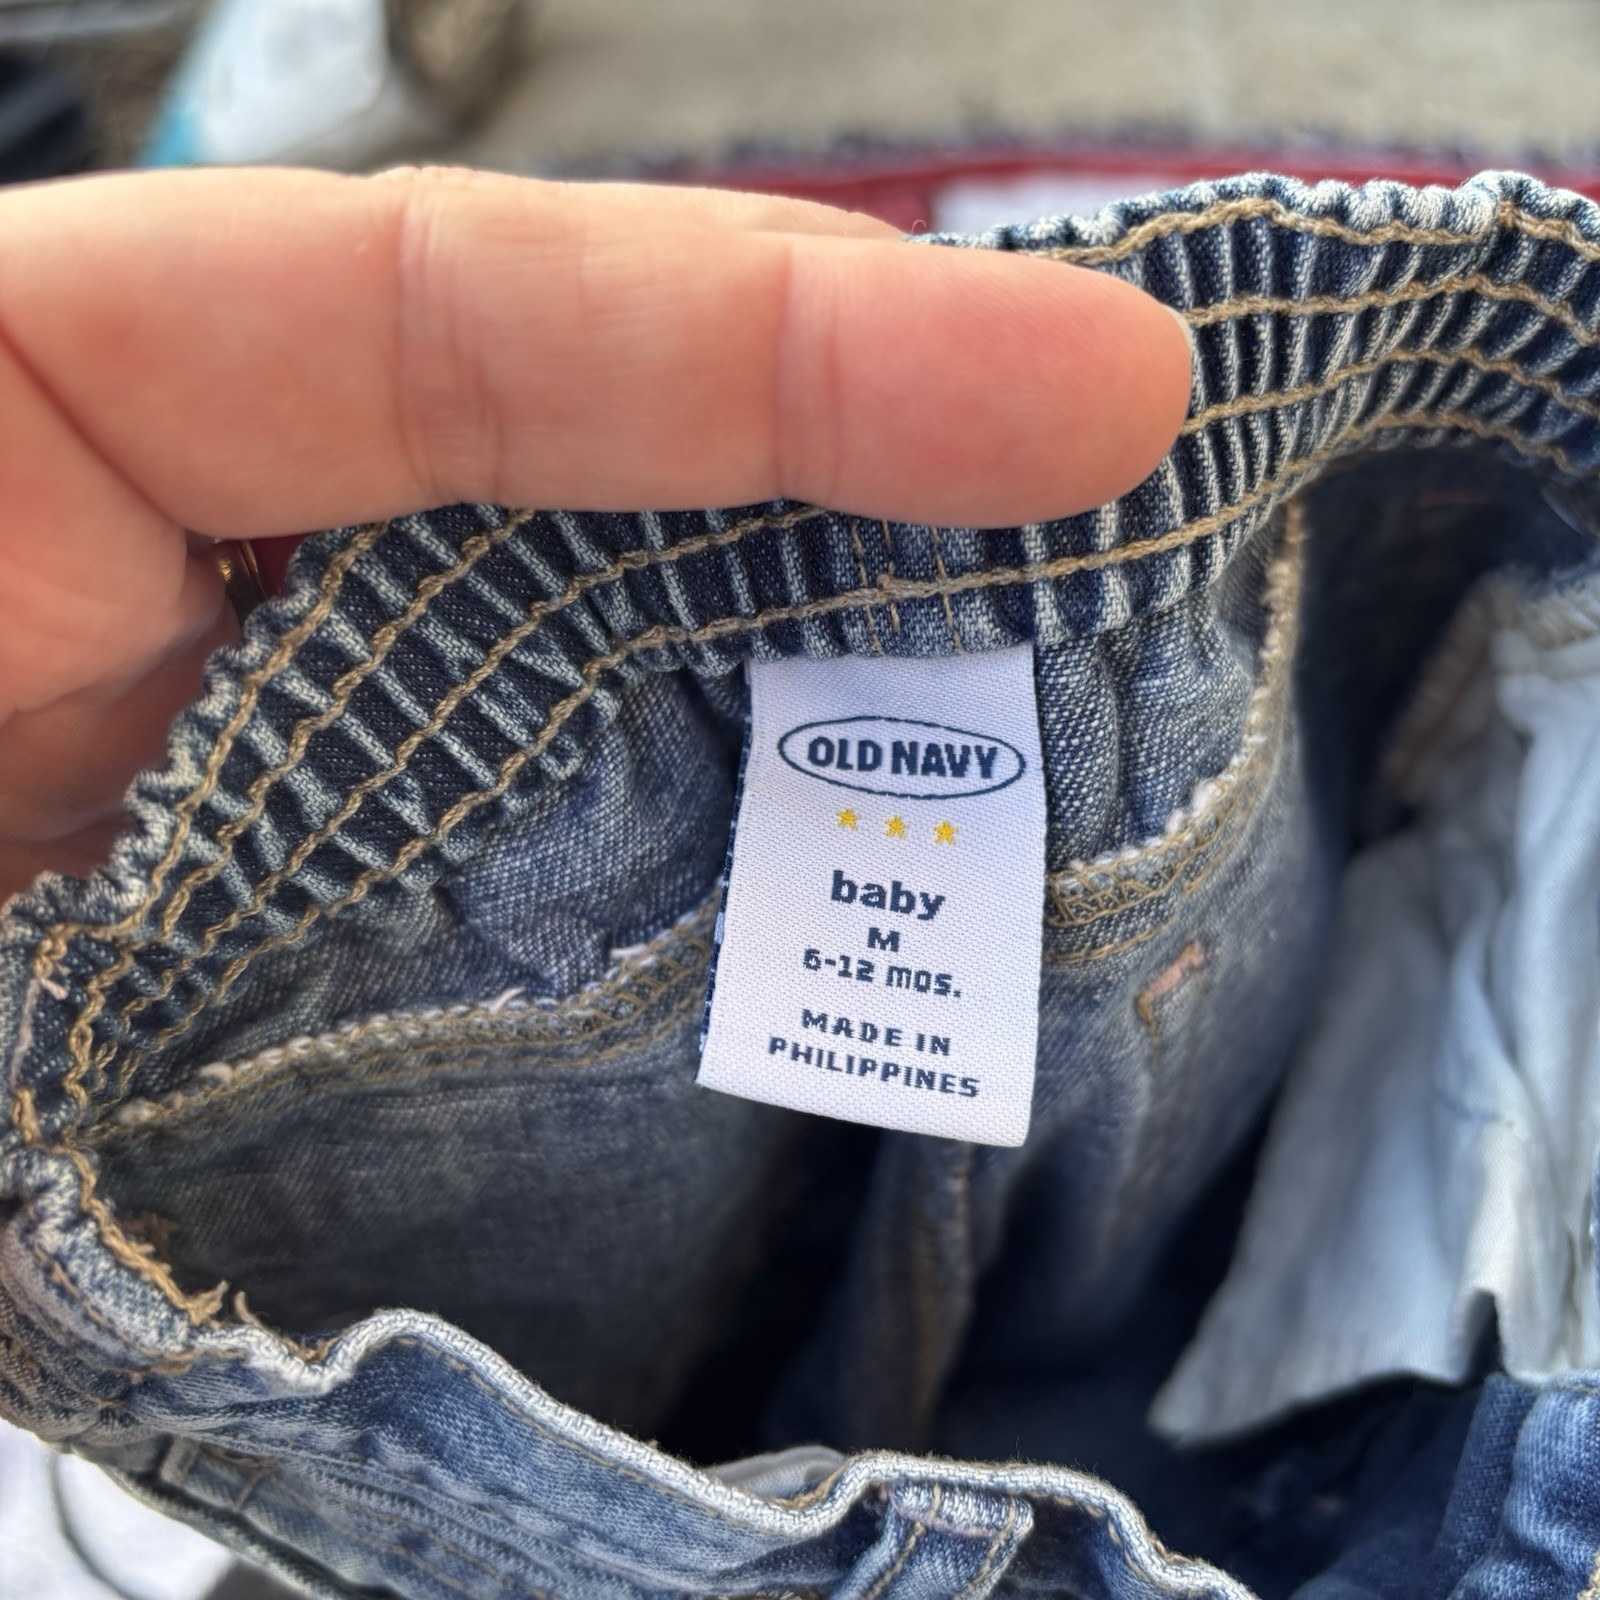 OLD NAVY
baby
M
6-12 mos.
MADE IN
PHILIPPINES